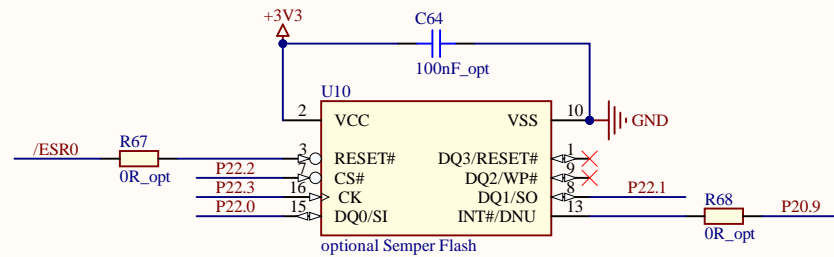 +3V3
C64
100nF_opt
U10
2 VCC VSS 10 GND
/ESR0 R67 0R_opt 3 RESET# DQ3/RESET# 1
P22.2 7 CS# DQ2/WP# 9
P22.3 16 CK DQ1/SO 8 P22.1
P22.0 15 DQ0/SI INT#/DNU 13 R68 0R_opt P20.9
optional Semper Flash